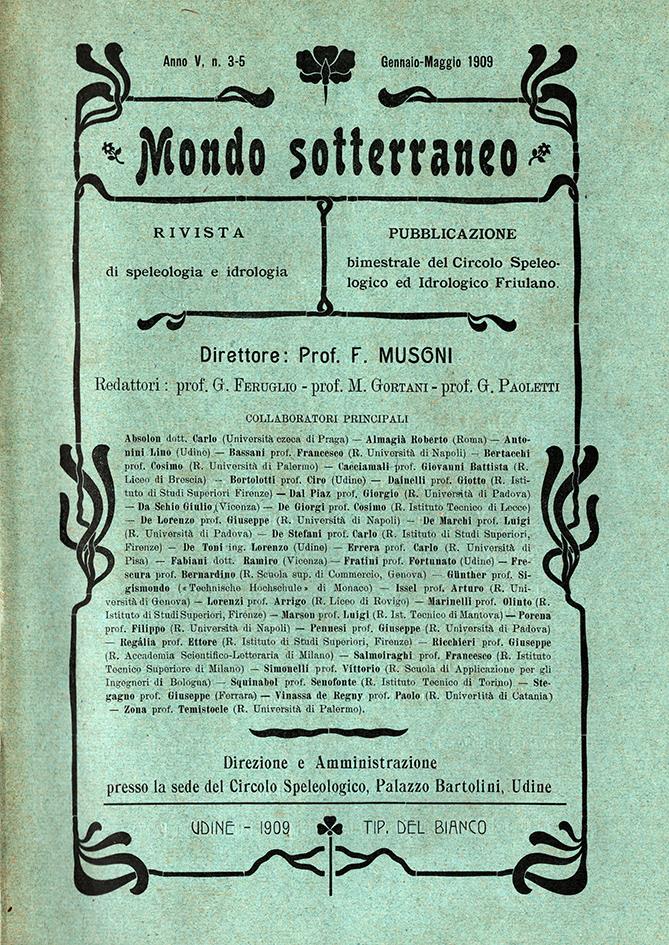 Anno V, n. 3-5
Gennaio-Maggio 1909
Mondo sotterraneo
RIVISTA
di speleologia e idrologia
PUBBLICAZIONE
bimestrale del Circolo Speleo-
logico ed Idrologico Friulano.
Direttore: Prof. F. MUSONI
Redattori: prof. G. FERUGLIO - prof. M. GORTANI - prof. G. PAOLETTI
COLLABORATORI PRINCIPALI
Absolon dott. Carlo (Università czeca di Praga) — Almagià Roberto (Roma) — Anto-
nini Lino (Udine) — Bassani prof. Francesco (R. Università di Napoli) — Bertacchi
prof. Cosimo (R. Università di Palermo) — Cacciamali prof. Giovanni Battista (R.
Liceo di Brescia) — Bortolotti prof. Ciro (Udine) — Dainelli prof. Giotto (R. Isti-
tuto di Studi Superiori Firenze) — Dal Piaz prof. Giorgio (R. Università di Padova)
— Da Schio Giulio (Vicenza) — De Giorgi prof. Cosimo (R. Istituto Tecnico di Lecce)
— De Lorenzo prof. Giuseppe (R. Università di Napoli) — De Marchi prof. Luigi
(R. Università di Padova) — De Stefani prof. Carlo (R. Istituto di Studi Superiori,
Firenze) — De Toni ing. Lorenzo (Udine) — Errera prof. Carlo (R. Università di
Pisa) — Fabiani dott. Ramiro (Vicenza) — Fratini prof. Fortunato (Udine) — Fre-
scura prof. Bernardino (R. Scuola sup. di Commercio, Genova) — Günther prof. Si-
gismondo («Technische Hochschule» di Monaco) — Issel prof. Arturo (R. Uni-
versità di Genova) — Lorenzi prof. Arrigo (R. Liceo di Rovigo) — Marinelli prof. Olinto (R.
Istituto di Studi Superiori, Firenze) — Marson prof. Luigi (R. Ist. Tecnico di Mantova) — Porena
prof. Filippo (R. Università di Napoli) — Pennesi prof. Giuseppe (R. Università di Padova)
— Regàlia prof. Ettore (R. Istituto di Studi Superiori, Firenze) — Ricchieri prof. Giuseppe
(R. Accademia Scientifico-Letteraria di Milano) — Salmoiraghi prof. Francesco (R. Istituto
Tecnico Superiore di Milano) — Simonelli prof. Vittorio (R. Scuola di Applicazione per gli
Ingegneri di Bologna) — Squinabol prof. Senofonte (R. Istituto Tecnico di Torino) — Ste-
gagno prof. Giuseppe (Ferrara) — Vinassa de Regny prof. Paolo (R. Univerlità di Catania)
— Zona prof. Temistocle (R. Università di Palermo).
Direzione e Amministrazione
presso la sede del Circolo Speleologico, Palazzo Bartolini, Udine
UDINE - 1909
TIP. DEL BIANCO